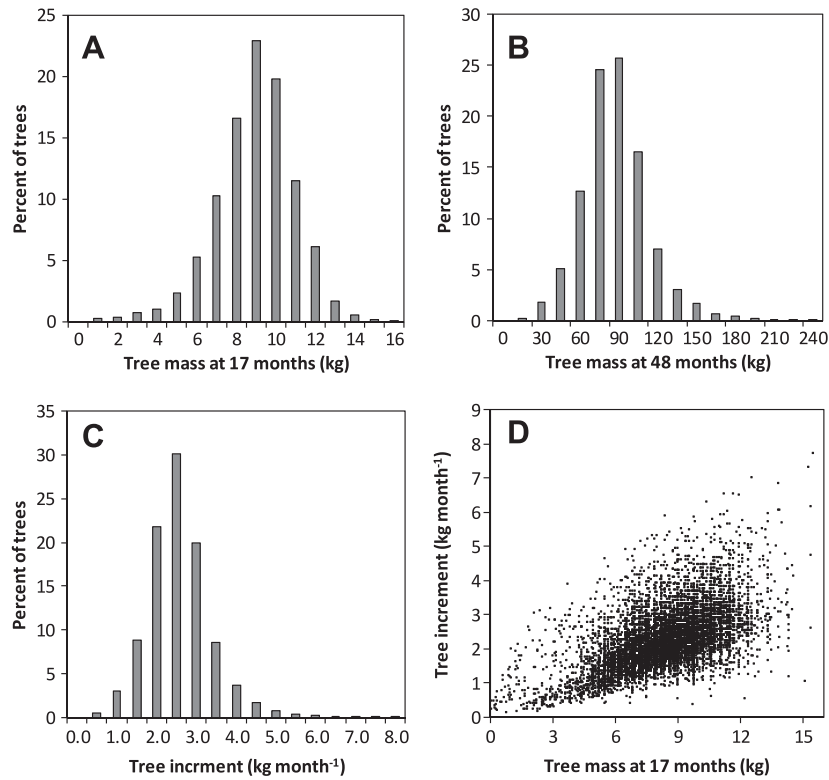 A
Percent of trees
25
20
15
10
5
0
0 2 4 6 8 10 12 14 16
Tree mass at 17 months (kg)
B
Percent of trees
30
25
20
15
10
5
0
0 30 60 90 120 150 180 210 240
Tree mass at 48 months (kg)
C
Percent of trees
35
30
25
20
15
10
5
0
0.0 1.0 2.0 3.0 4.0 5.0 6.0 7.0 8.0
Tree incrment (kg month⁻¹)
D
Tree increment (kg month⁻¹)
9
8
7
6
5
4
3
2
1
0
0 3 6 9 12 15
Tree mass at 17 months (kg)